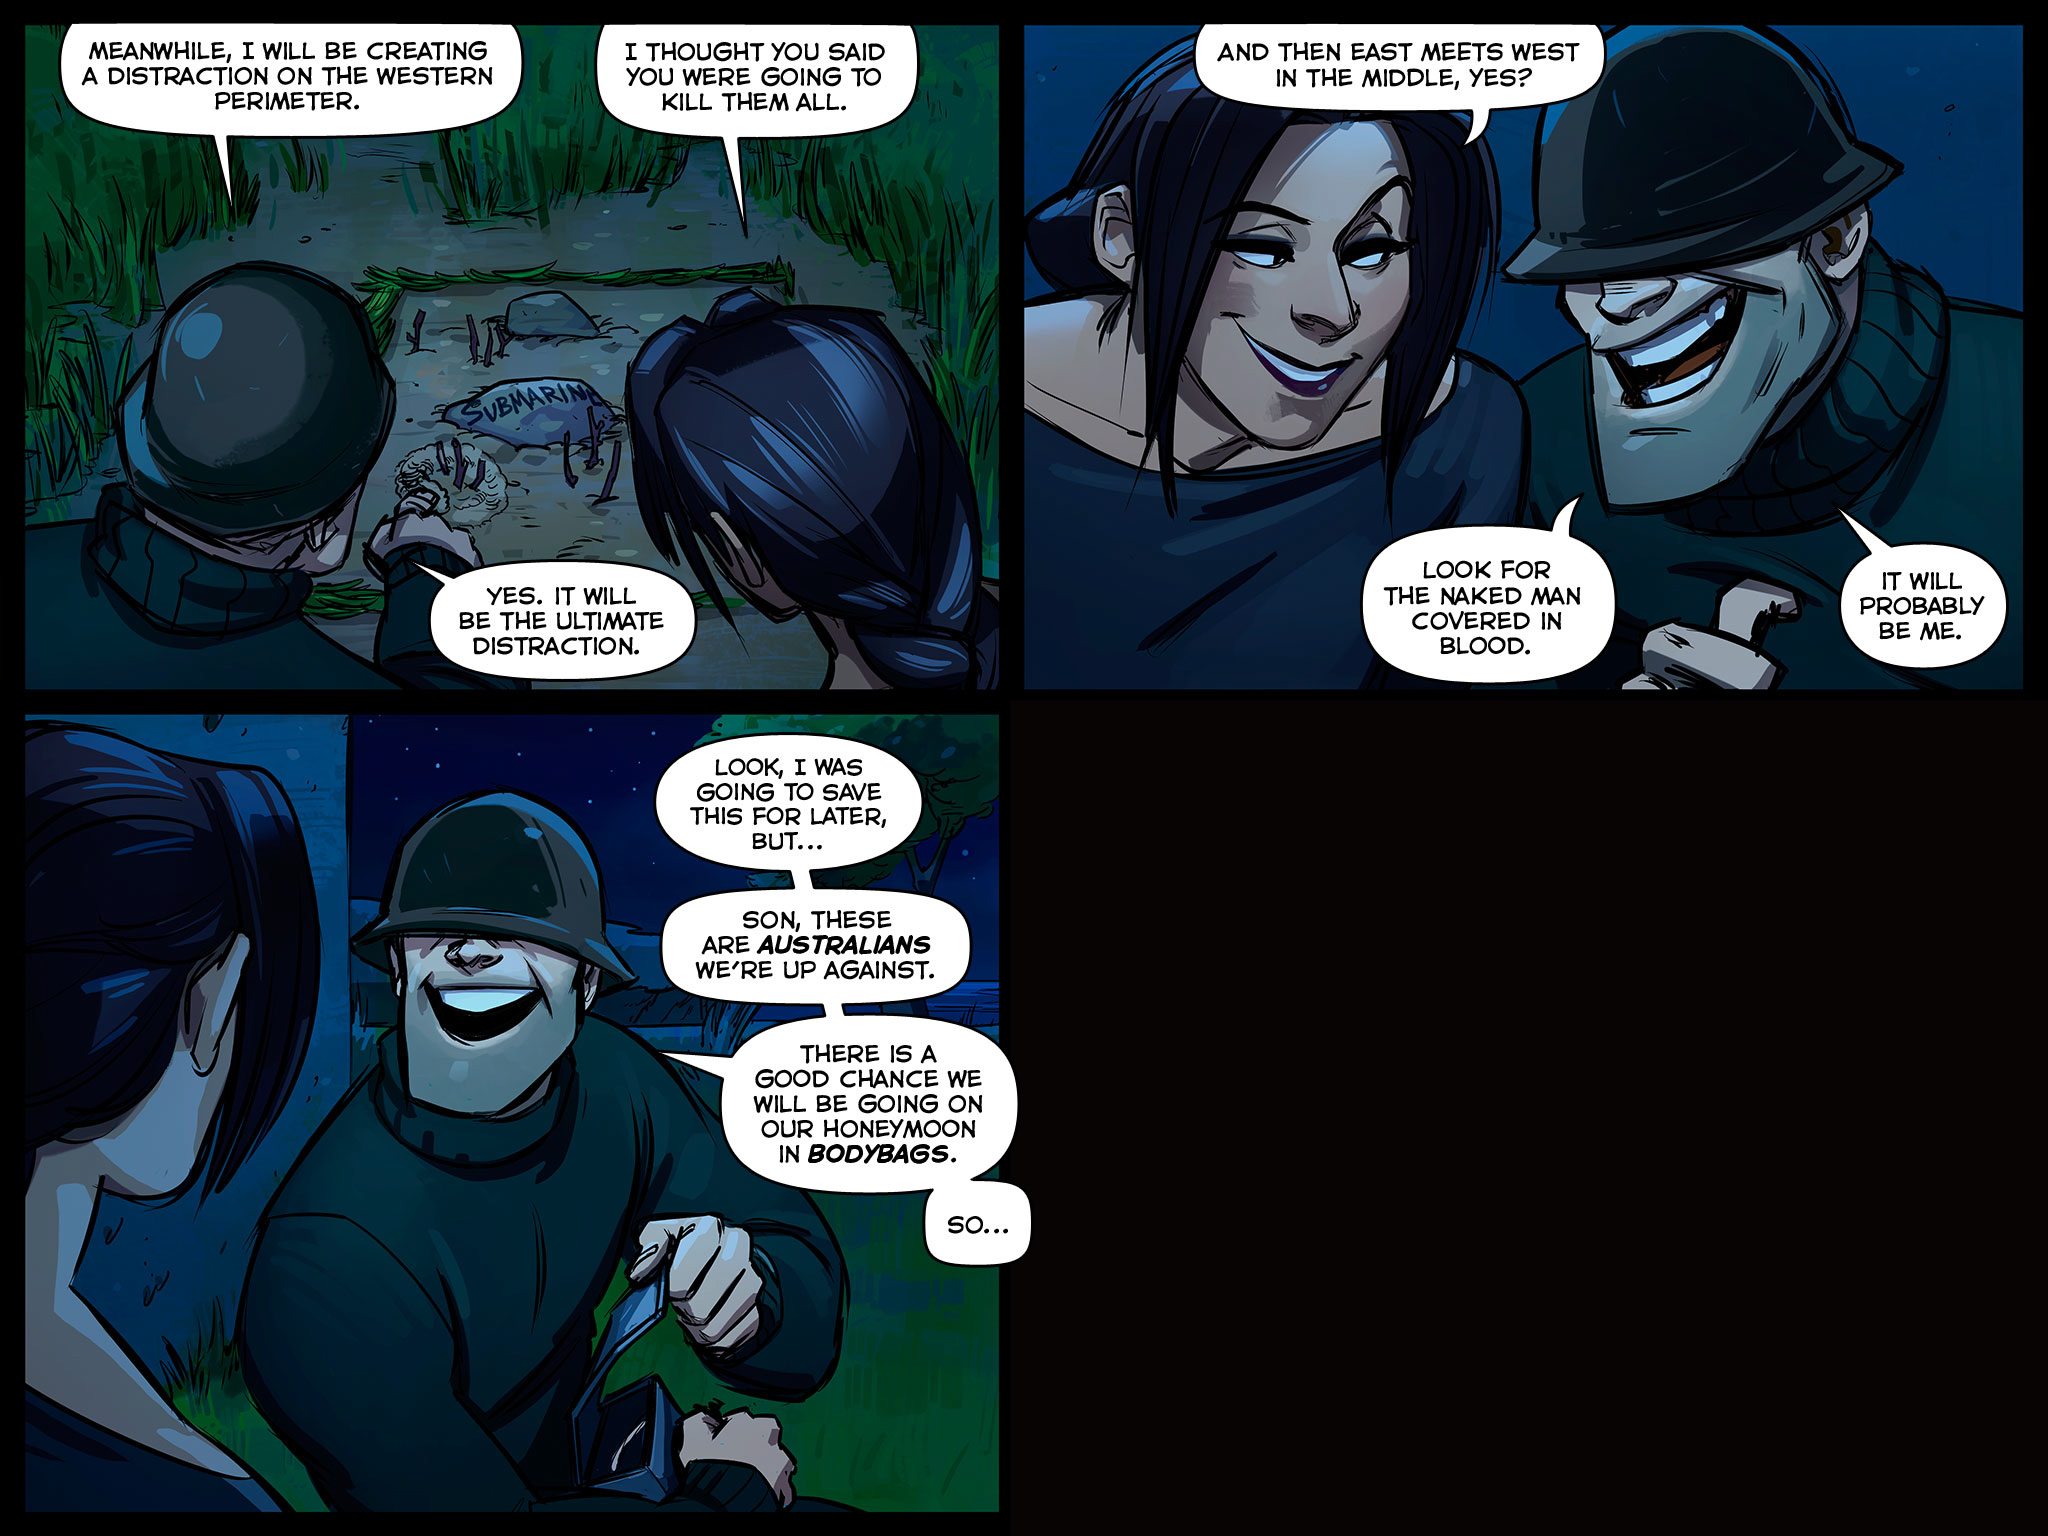 MEANWHILE, I WILL BE CREATING
A DISTRACTION ON THE WESTERN
PERIMETER.
I THOUGHT YOU SAID
YOU WERE GOING TO
KILL THEM ALL.
SUBMARINE
YES. IT WILL
BE THE ULTIMATE
DISTRACTION.
AND THEN EAST MEETS WEST
IN THE MIDDLE, YES?
LOOK FOR
THE NAKED MAN
COVERED IN
BLOOD.
IT WILL
PROBABLY
BE ME.
LOOK, I WAS
GOING TO SAVE
THIS FOR LATER,
BUT...
SON, THESE
ARE AUSTRALIANS
WE'RE UP AGAINST.
THERE IS A
GOOD CHANCE WE
WILL BE GOING ON
OUR HONEYMOON
IN BODYBAGS.
SO...